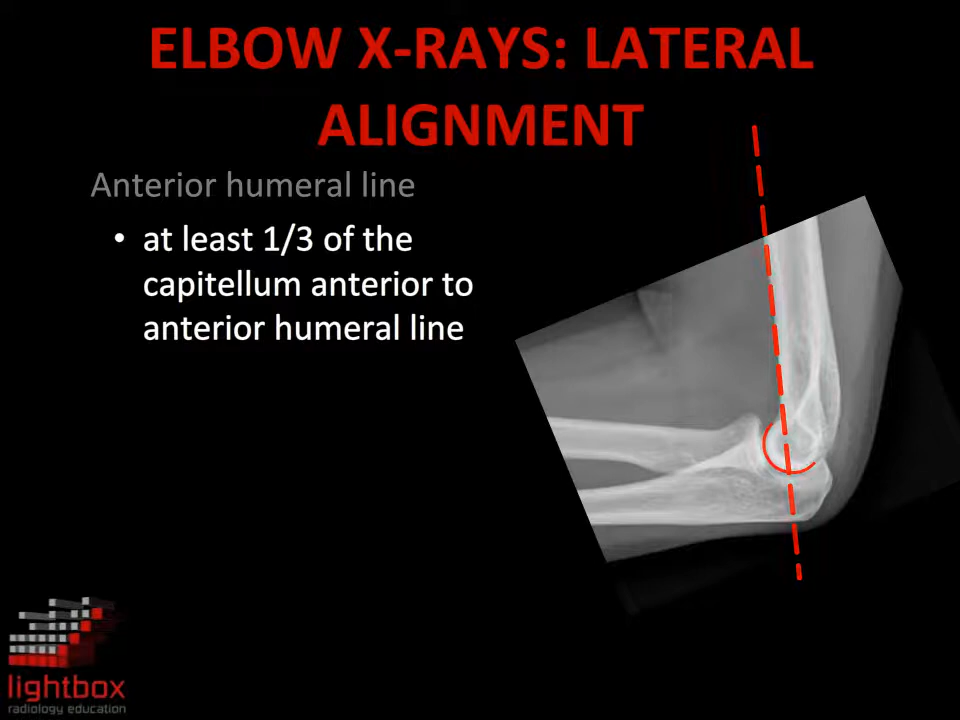 ELBOW X-RAYS: LATERAL
ALIGNMENT
Anterior humeral line
• at least 1/3 of the
capitellum anterior to
anterior humeral line
lightbox
radiology education